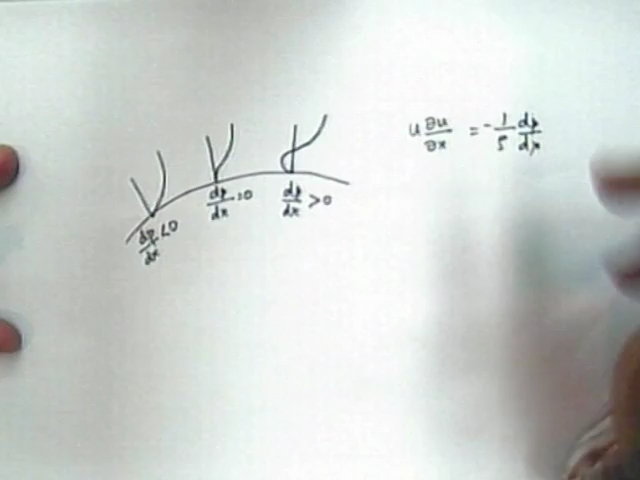 u ∂u/∂x = -1/ρ dp/dx
dp/dx <0
dp/dx =0
dp/dx >0